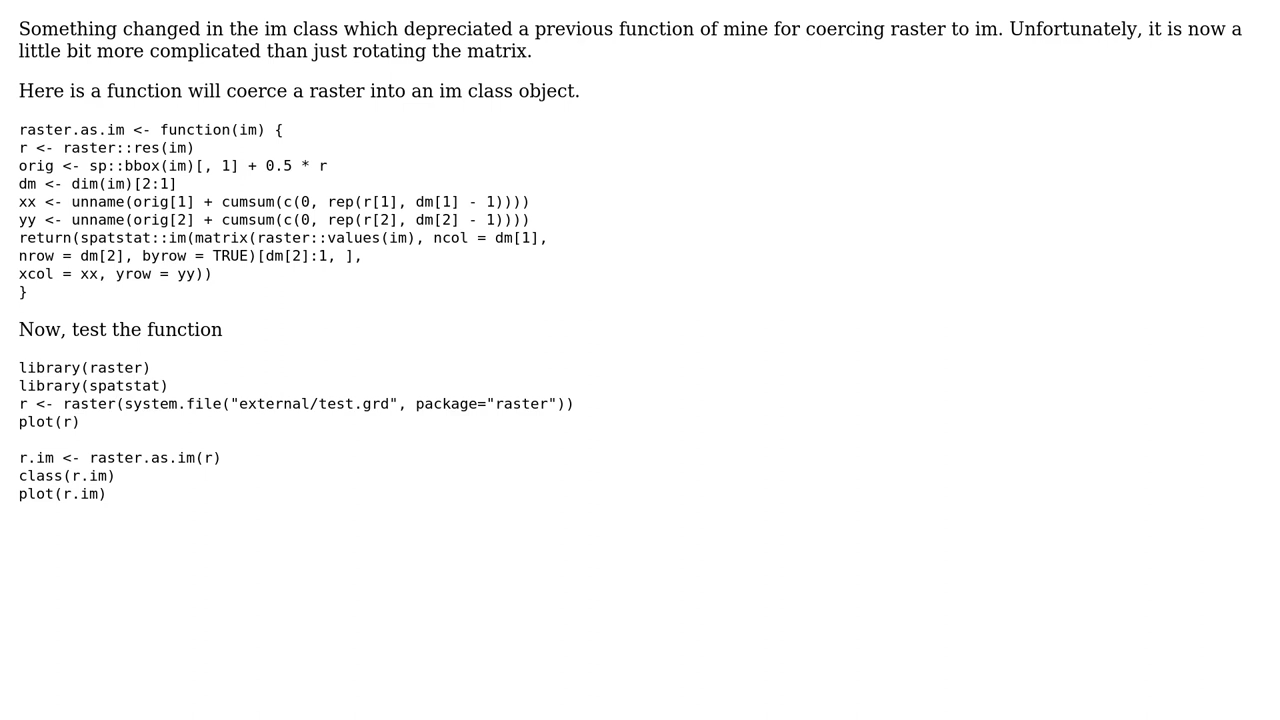 Something changed in the im class which depreciated a previous function of mine for coercing raster to im. Unfortunately, it is now a
little bit more complicated than just rotating the matrix.
Here is a function will coerce a raster into an im class object.
raster.as.im <- function(im) {
r <- raster::res(im)
orig <- sp::bbox(im)[, 1] + 0.5 * r
dm <- dim(im)[2:1]
xx <- unname(orig[1] + cumsum(c(0, rep(r[1], dm[1] - 1))))
yy <- unname(orig[2] + cumsum(c(0, rep(r[2], dm[2] - 1))))
return(spatstat::im(matrix(raster::values(im), ncol = dm[1],
nrow = dm[2], byrow = TRUE)[dm[2]:1, ],
xcol = xx, yrow = yy))
}
Now, test the function
library(raster)
library(spatstat)
r <- raster(system.file("external/test.grd", package="raster"))
plot(r)
r.im <- raster.as.im(r)
class(r.im)
plot(r.im)